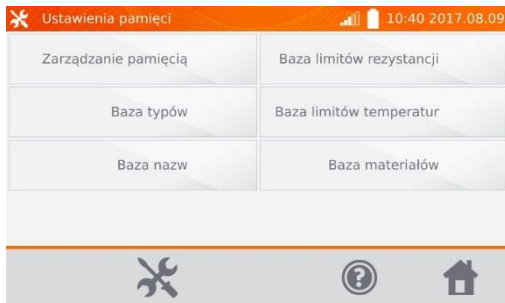 Ustawienia pamięci 10:40 2017.08.09
Zarządzanie pamięcią Baza limitów rezystancji
Baza typów Baza limitów temperatur
Baza nazw Baza materiałów
?